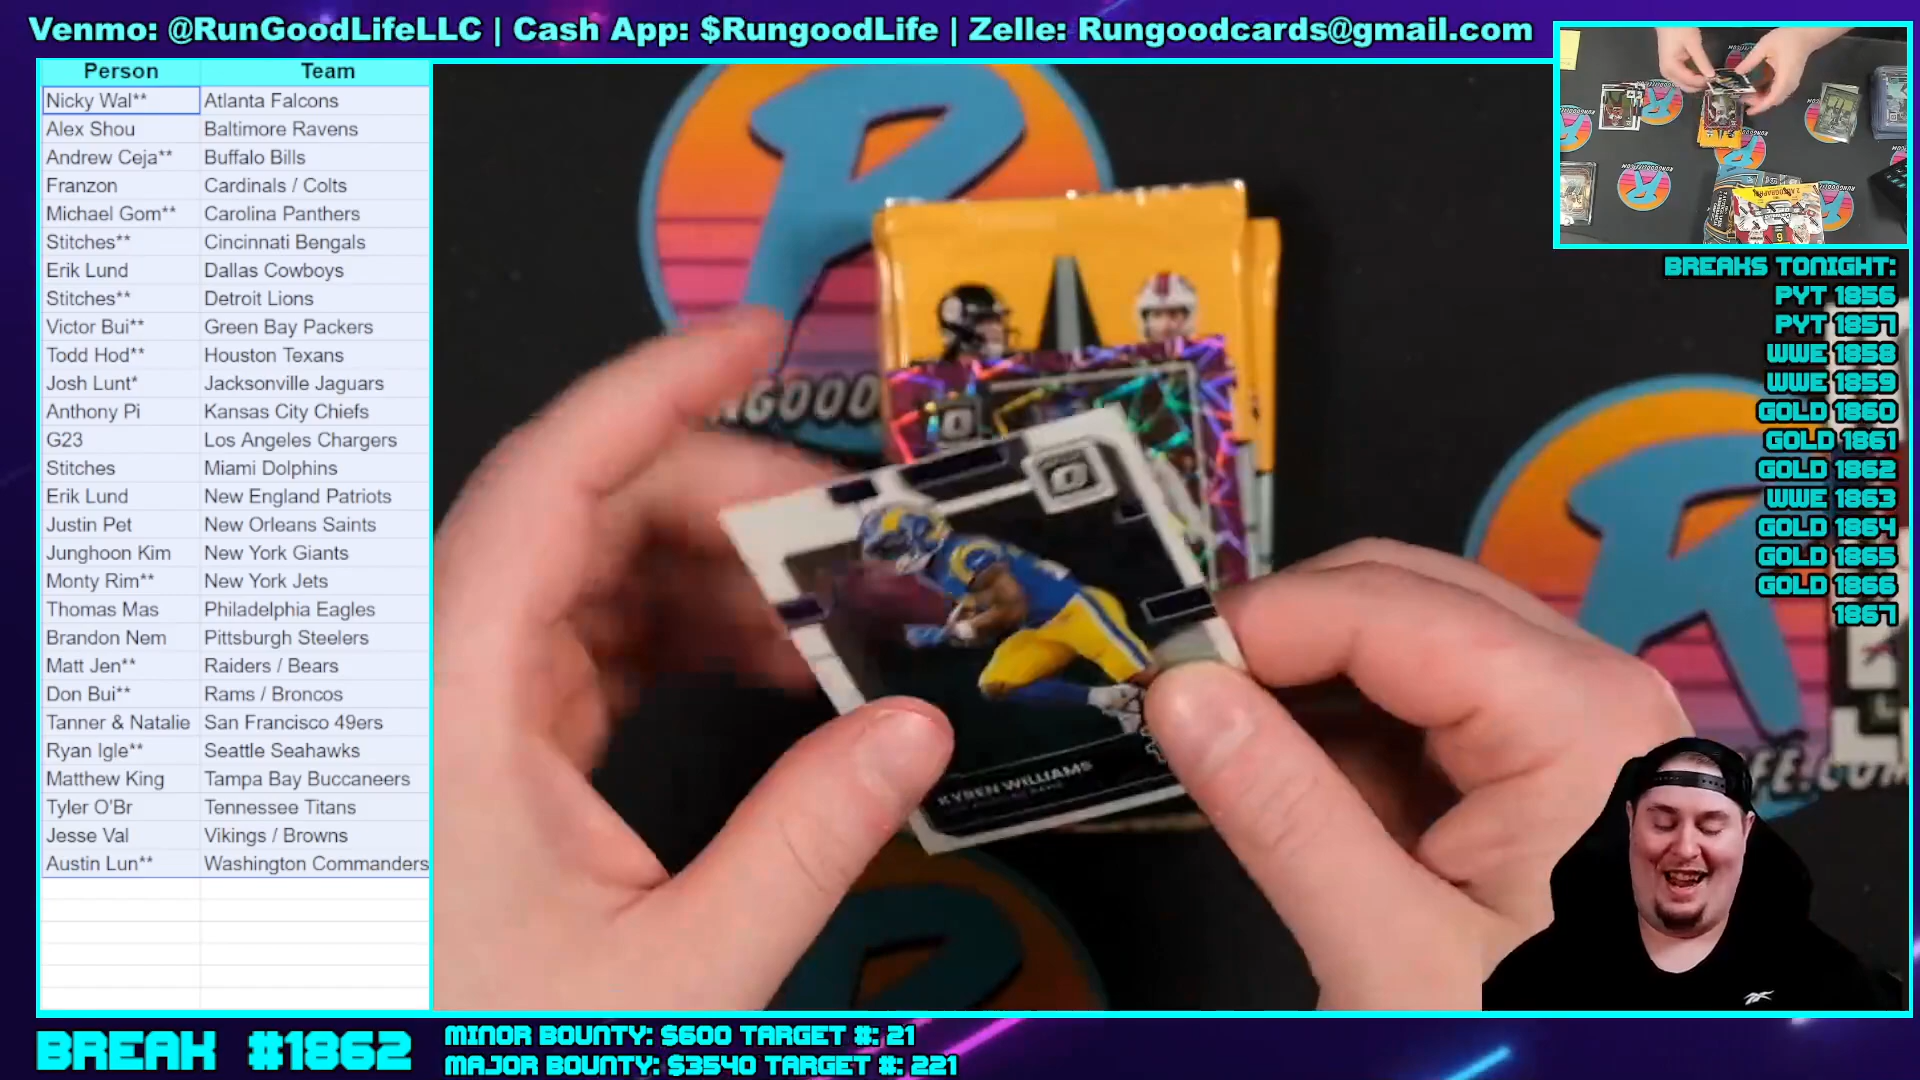 Venmo: @RunGoodLifeLLC | Cash App: $RungoodLife | Zelle: Rungoodcards@gmail.com
Person Team
Nicky Wal** Atlanta Falcons
Alex Shou Baltimore Ravens
Andrew Ceja** Buffalo Bills
Franzon Cardinals / Colts
Michael Gom** Carolina Panthers
Stitches** Cincinnati Bengals
Erik Lund Dallas Cowboys
Stitches** Detroit Lions
Victor Bui** Green Bay Packers
Todd Hod** Houston Texans
Josh Lunt* Jacksonville Jaguars
Anthony Pi Kansas City Chiefs
G23 Los Angeles Chargers
Stitches Miami Dolphins
Erik Lund New England Patriots
Justin Pet New Orleans Saints
Junghoon Kim New York Giants
Monty Rim** New York Jets
Thomas Mas Philadelphia Eagles
Brandon Nem Pittsburgh Steelers
Matt Jen** Raiders / Bears
Don Bui** Rams / Broncos
Tanner & Natalie San Francisco 49ers
Ryan Igle** Seattle Seahawks
Matthew King Tampa Bay Buccaneers
Tyler O'Br Tennessee Titans
Jesse Val Vikings / Browns
Austin Lun** Washington Commanders
KYREN WILLIAMS
BREAKS TONIGHT:
PYT 1856
PYT 1857
WWE 1858
WWE 1859
GOLD 1860
GOLD 1861
GOLD 1862
WWE 1863
GOLD 1864
GOLD 1865
GOLD 1866
1867
BREAK #1862
MINOR BOUNTY: $600 TARGET #: 21
MAJOR BOUNTY: $3540 TARGET #: 221